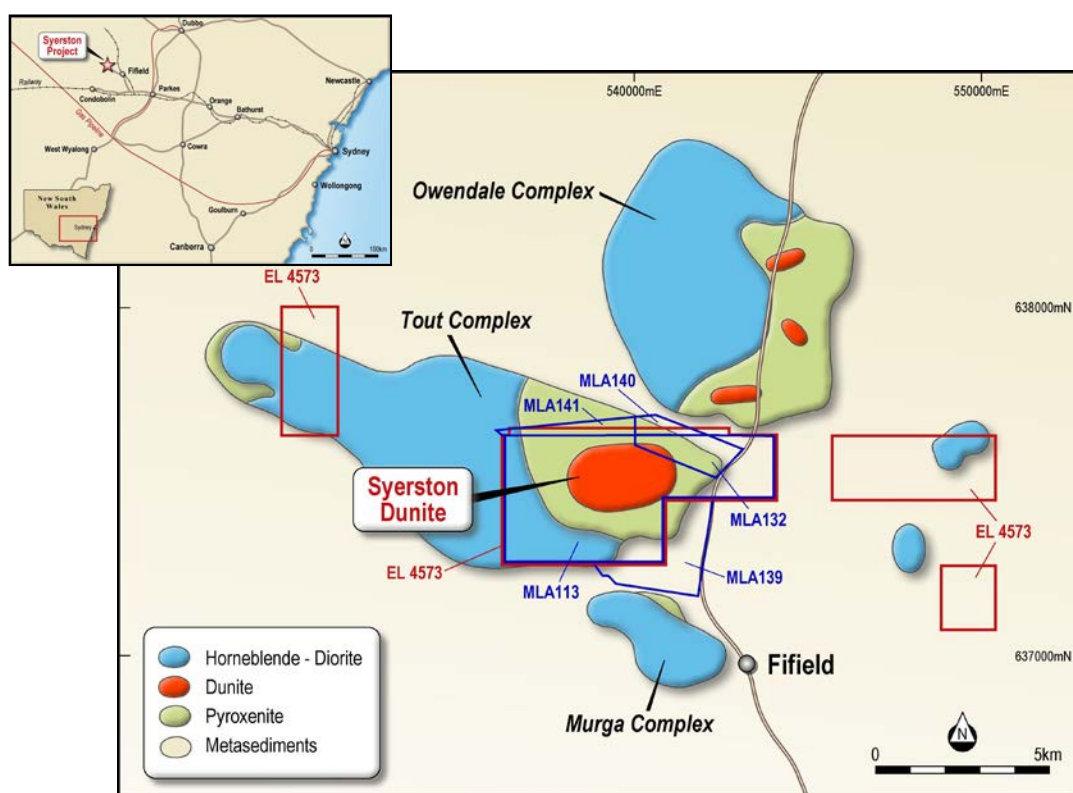 Syerston
Project
Dubbo
Fifield
Newcastle
Railway
Condobolin
Parkes
Orange
Bathurst
Gas Pipeline
West Wyalong
Cowra
Sydney
Wollongong
New South
Wales
Sydney
Goulburn
Canberra
N
0 100km
540000mE
550000mE
Owendale Complex
EL 4573
638000mN
Tout Complex
MLA140
MLA141
Syerston
Dunite
MLA132
EL 4573
EL 4573
MLA113
MLA139
637000mN
Fifield
Murga Complex
Horneblende - Diorite
Dunite
Pyroxenite
Metasediments
N
0 5km